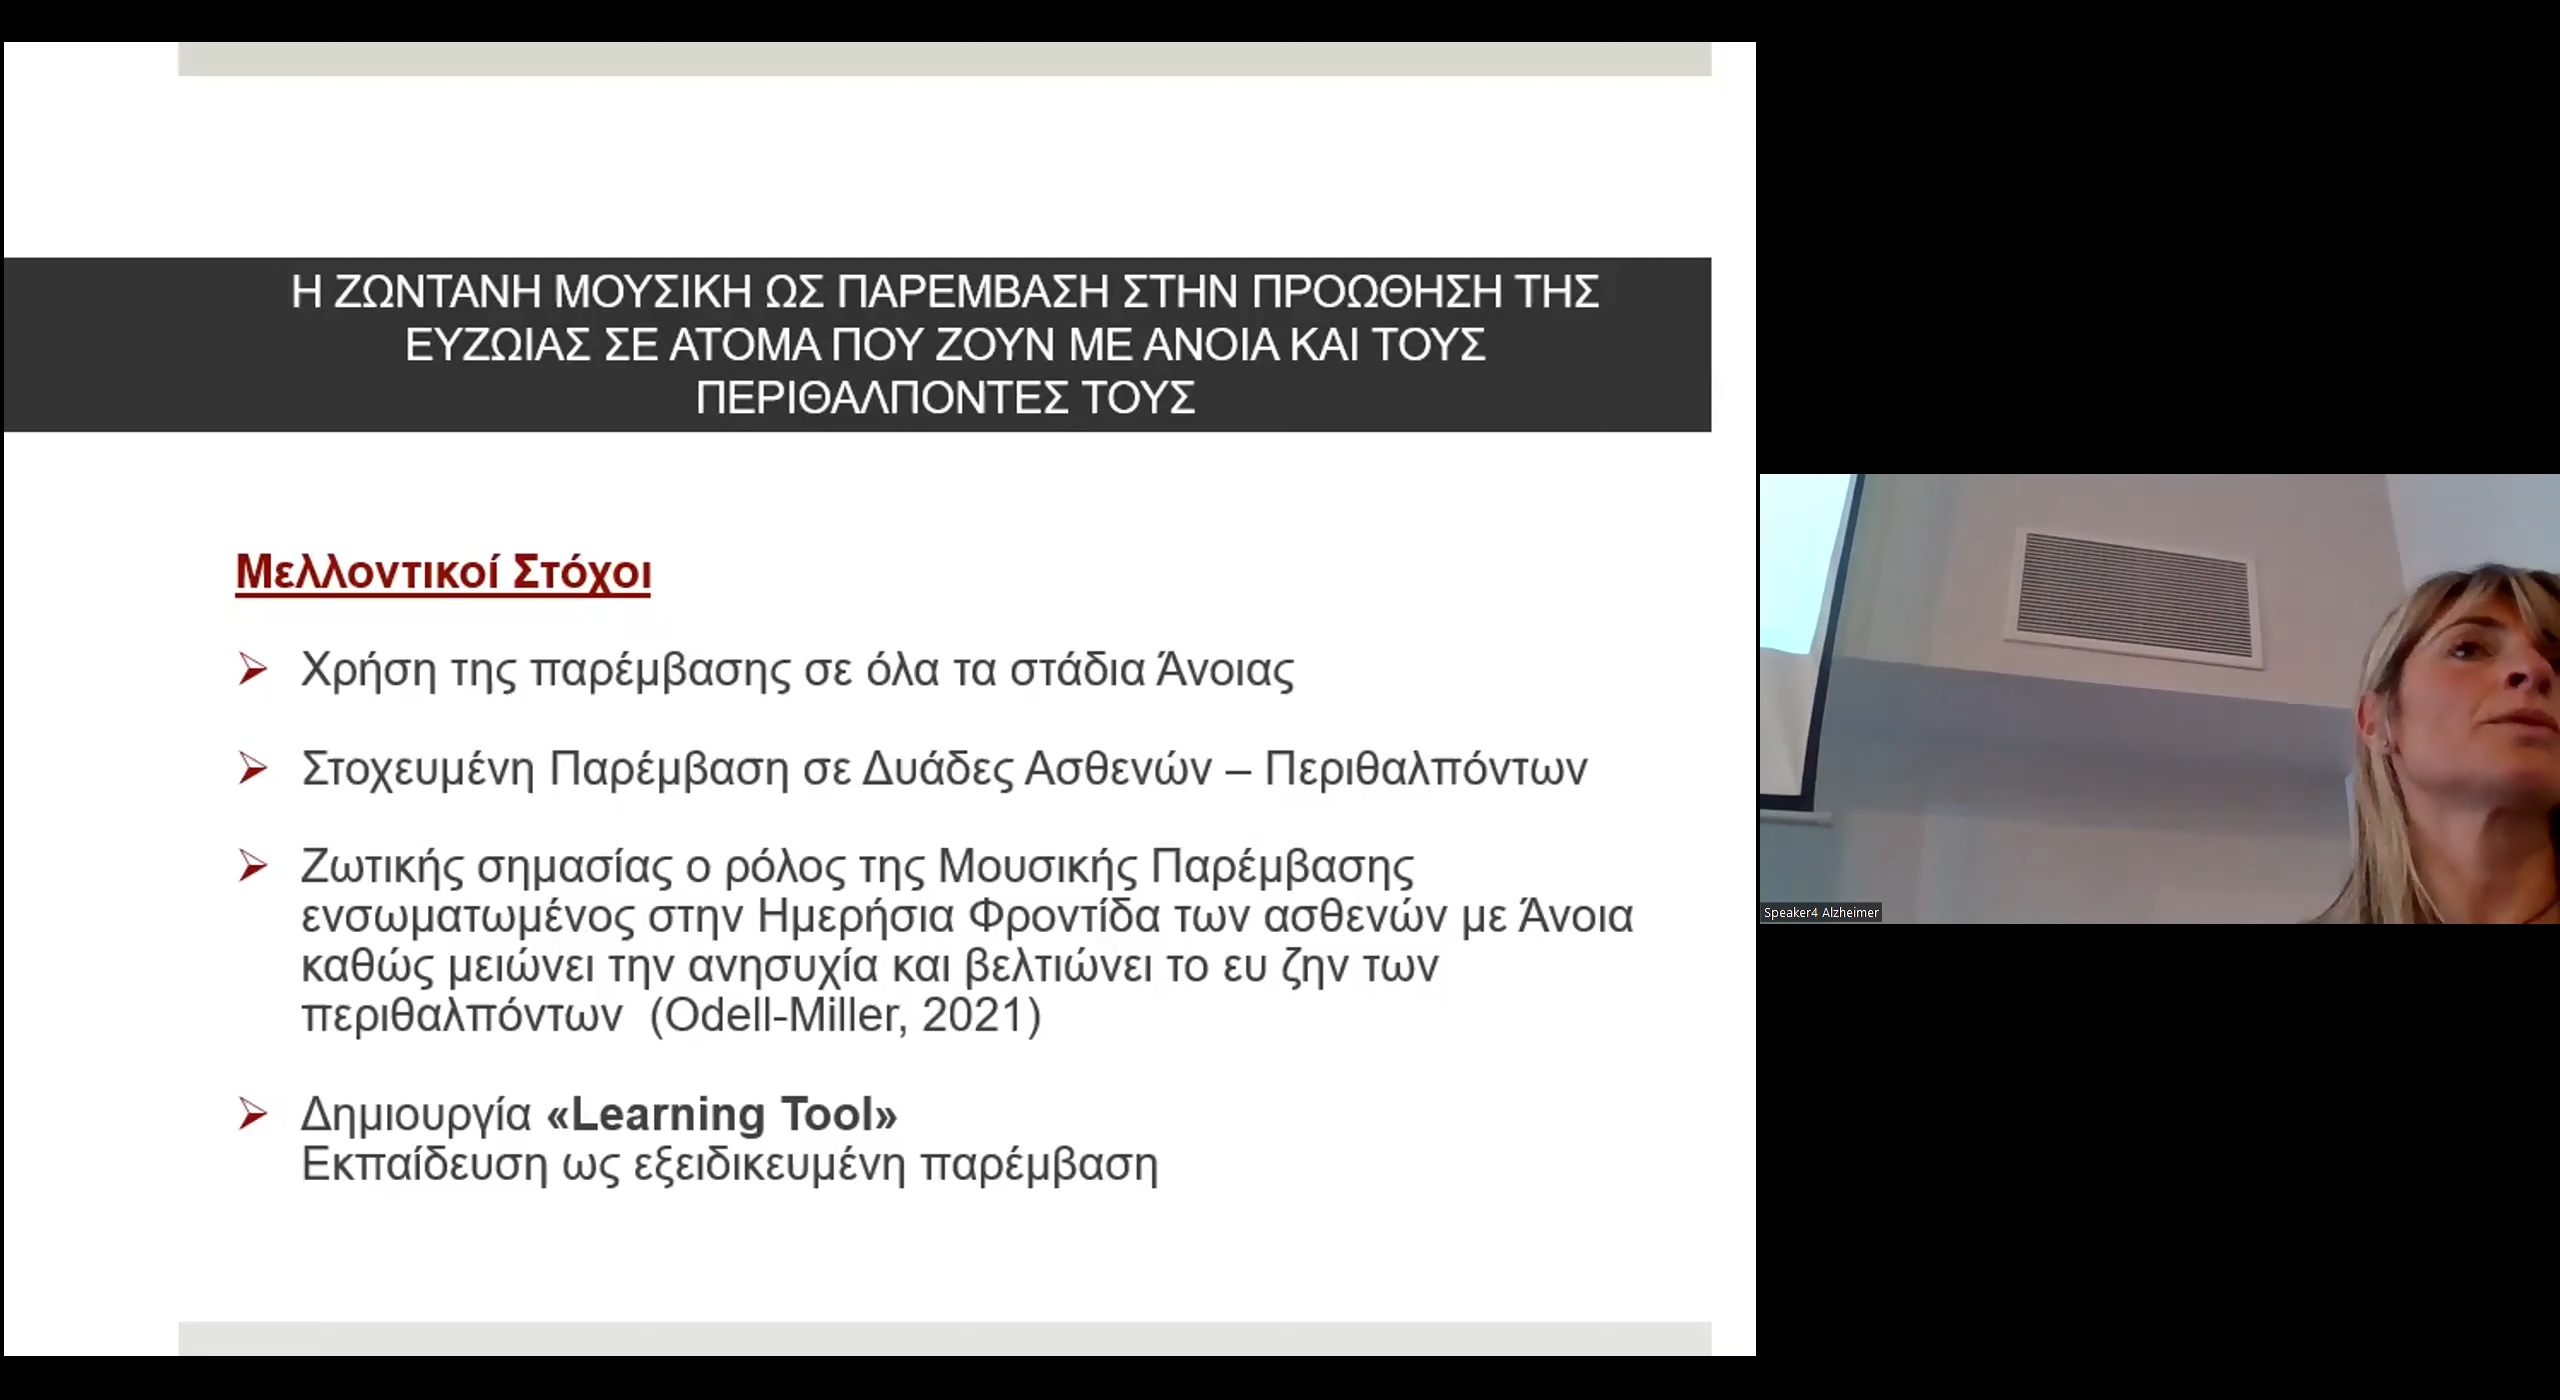 Η ΖΩΝΤΑΝΗ ΜΟΥΣΙΚΗ ΩΣ ΠΑΡΕΜΒΑΣΗ ΣΤΗΝ ΠΡΟΩΘΗΣΗ ΤΗΣ
ΕΥΖΩΙΑΣ ΣΕ ΑΤΟΜΑ ΠΟΥ ΖΟΥΝ ΜΕ ΑΝΟΙΑ ΚΑΙ ΤΟΥΣ
ΠΕΡΙΘΑΛΠΟΝΤΕΣ ΤΟΥΣ
Μελλοντικοί Στόχοι
Χρήση της παρέμβασης σε όλα τα στάδια Άνοιας
Στοχευμένη Παρέμβαση σε Δυάδες Ασθενών – Περιθαλπόντων
Ζωτικής σημασίας ο ρόλος της Μουσικής Παρέμβασης
ενσωματωμένος στην Ημερήσια Φροντίδα των ασθενών με Άνοια
καθώς μειώνει την ανησυχία και βελτιώνει το ευ ζην των
περιθαλπόντων (Odell-Miller, 2021)
Δημιουργία «Learning Tool»
Εκπαίδευση ως εξειδικευμένη παρέμβαση
Speaker4 Alzheimer